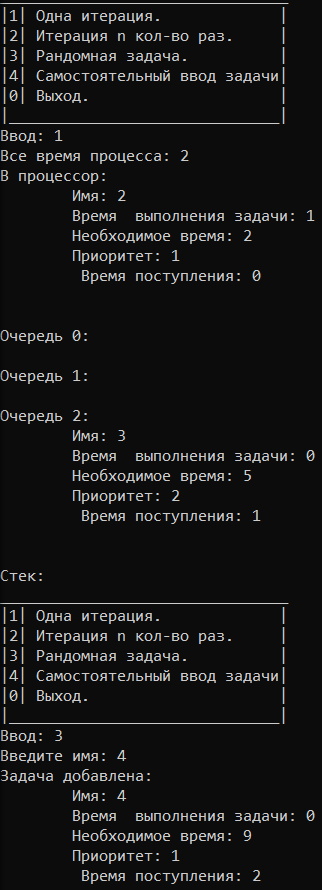 |1| Одна итерация.             |
|2| Итерация n кол-во раз.     |
|3| Рандомная задача.          |
|4| Самостоятельный ввод задачи|
|0| Выход.                     |
|______________________________|
Ввод: 1
Все время процесса: 2
В процессор:
        Имя: 2
        Время  выполнения задачи: 1
        Необходимое время: 2
        Приоритет: 1
         Время поступления: 0
Очередь 0:
Очередь 1:
Очередь 2:
        Имя: 3
        Время  выполнения задачи: 0
        Необходимое время: 5
        Приоритет: 2
         Время поступления: 1
Стек:
________________________________
|1| Одна итерация.             |
|2| Итерация n кол-во раз.     |
|3| Рандомная задача.          |
|4| Самостоятельный ввод задачи|
|0| Выход.                     |
|______________________________|
Ввод: 3
Введите имя: 4
Задача добавлена:
        Имя: 4
        Время  выполнения задачи: 0
        Необходимое время: 9
        Приоритет: 1
         Время поступления: 2